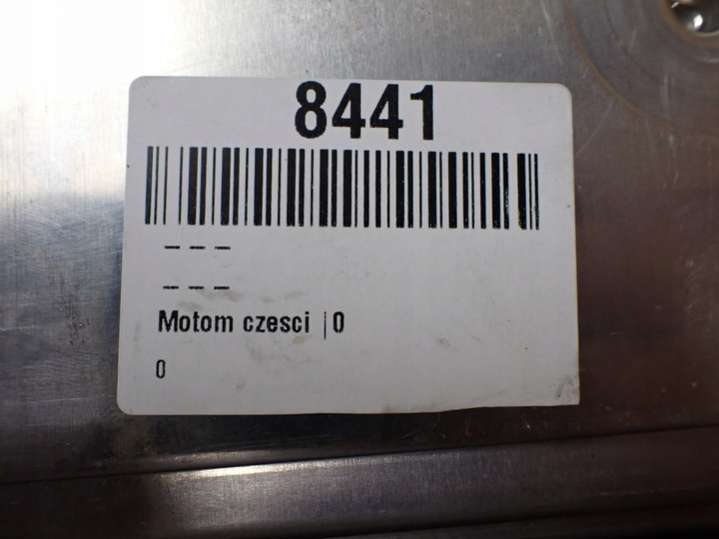 8441
---
---
Motom czesci |0
0